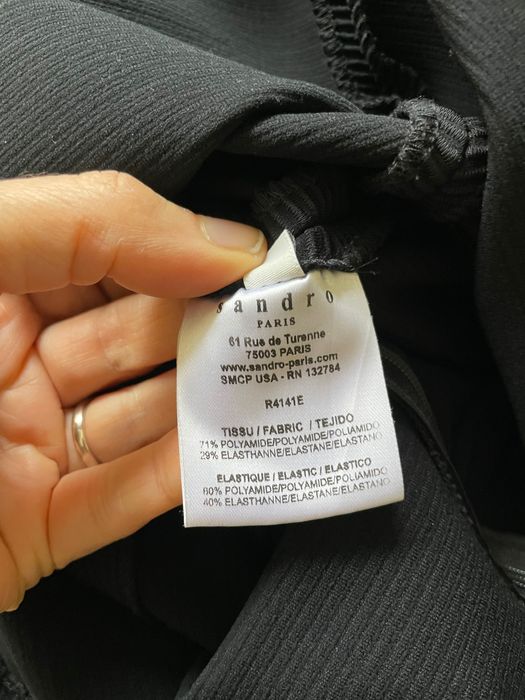 sandro
PARIS
61 Rue de Turenne
75003 PARIS
www.sandro-paris.com
SMCP USA - RN 132784
R4141E
TISSU / FABRIC / TEJIDO
71% POLYAMIDE/POLYAMIDE/POLIAMIDO
29% ELASTHANNE/ELASTANE/ELASTANO
ELASTIQUE / ELASTIC / ELASTICO
60% POLYAMIDE/POLYAMIDE/POLIAMIDO
40% ELASTHANNE/ELASTANE/ELASTANO